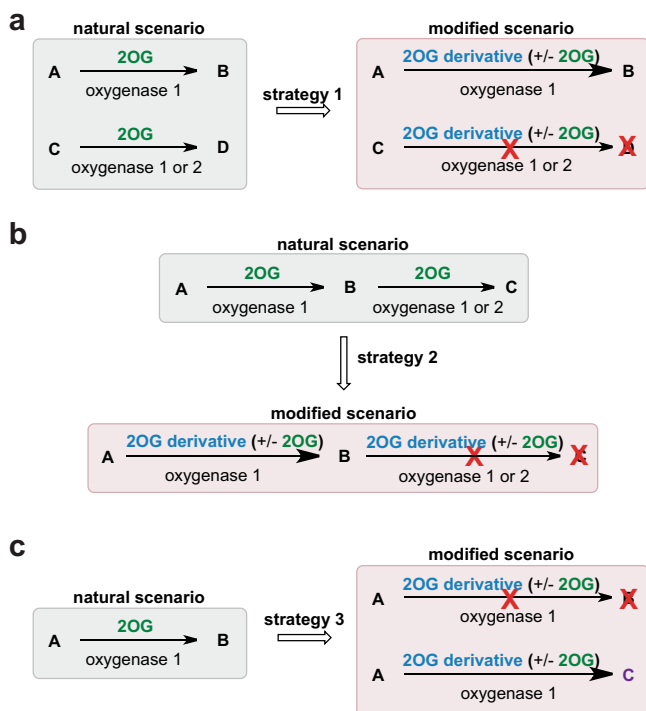 a
natural scenario
A 2OG B
oxygenase 1
C 2OG D
oxygenase 1 or 2
strategy 1
modified scenario
A 2OG derivative (+/- 2OG) B
oxygenase 1
C 2OG derivative (+/- 2OG) X X
oxygenase 1 or 2
b
natural scenario
A 2OG B 2OG C
oxygenase 1 oxygenase 1 or 2
strategy 2
modified scenario
A 2OG derivative (+/- 2OG) B 2OG derivative (+/- 2OG) X X
oxygenase 1 oxygenase 1 or 2
c
natural scenario
A 2OG B
oxygenase 1
strategy 3
modified scenario
A 2OG derivative (+/- 2OG) X X
oxygenase 1
A 2OG derivative (+/- 2OG) C
oxygenase 1